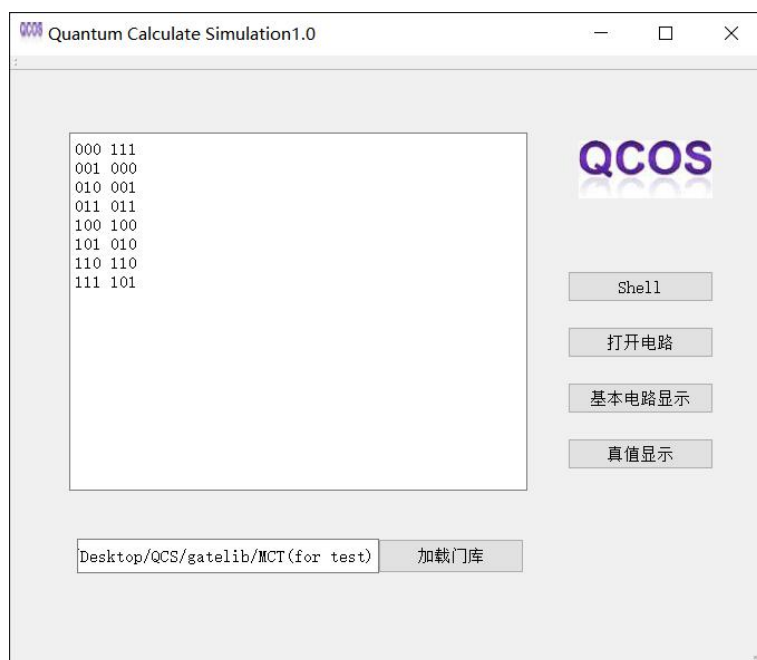 QCOS Quantum Calculate Simulation1.0
000 111
001 000
010 001
011 011
100 100
101 010
110 110
111 101
QCOS
Shell
打开电路
基本电路显示
真值显示
Desktop/QCS/gatelib/MCT(for test)
加载门库